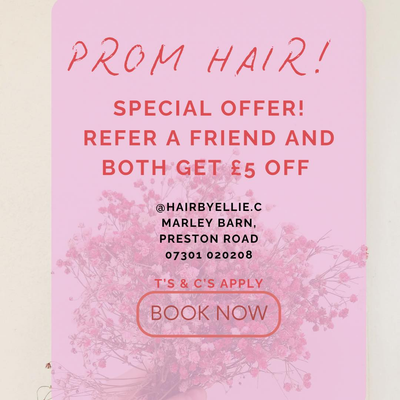 PROM HAIR!
SPECIAL OFFER!
REFER A FRIEND AND
BOTH GET £5 OFF
@HAIRBYELLIE.C
MARLEY BARN,
PRESTON ROAD
07301 020208
T'S & C'S APPLY
BOOK NOW